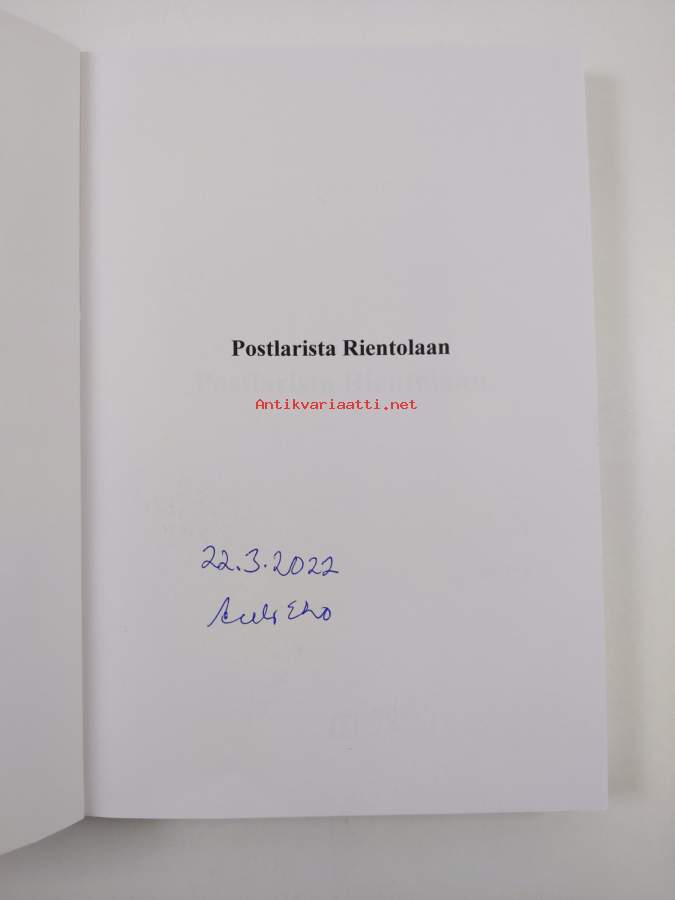 Postlarista Rientolaan
Antikvariaatti.net
22.3.2022